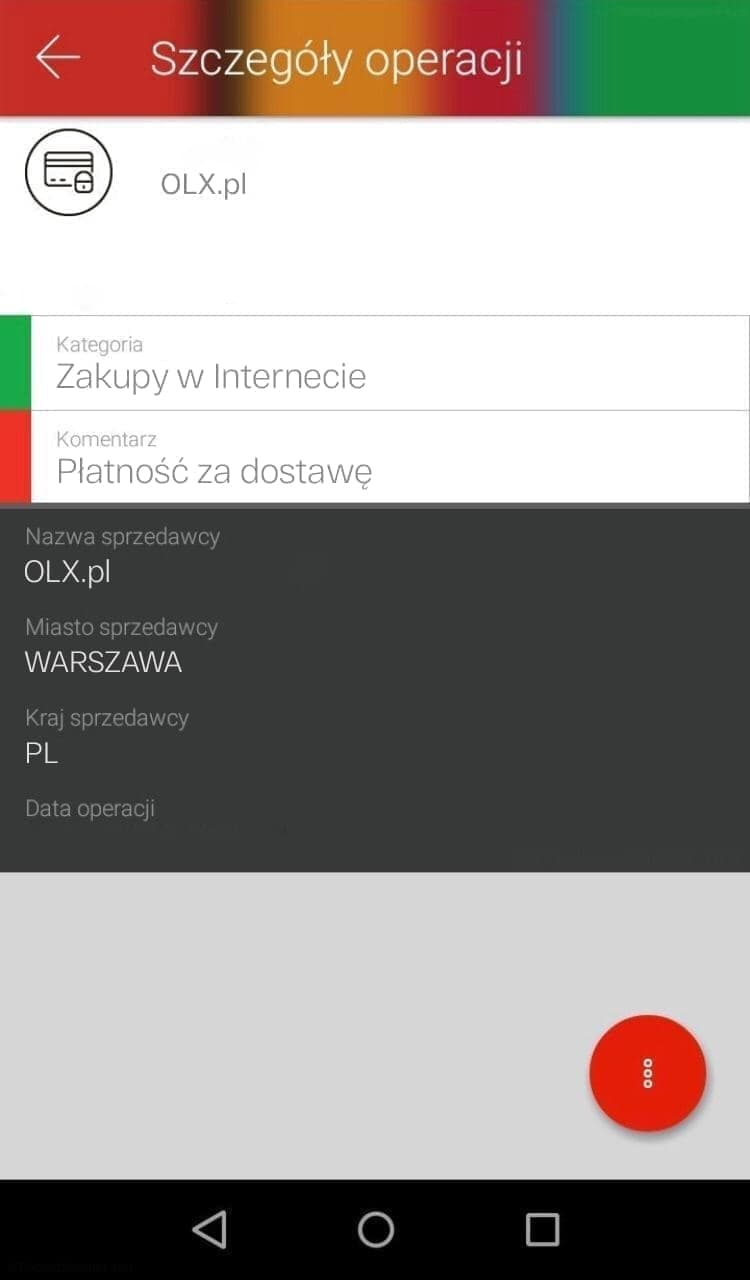 Szczegóły operacji
OLX.pl
Kategoria
Zakupy w Internecie
Komentarz
Płatność za dostawę
Nazwa sprzedawcy
OLX.pl
Miasto sprzedawcy
WARSZAWA
Kraj sprzedawcy
PL
Data operacji